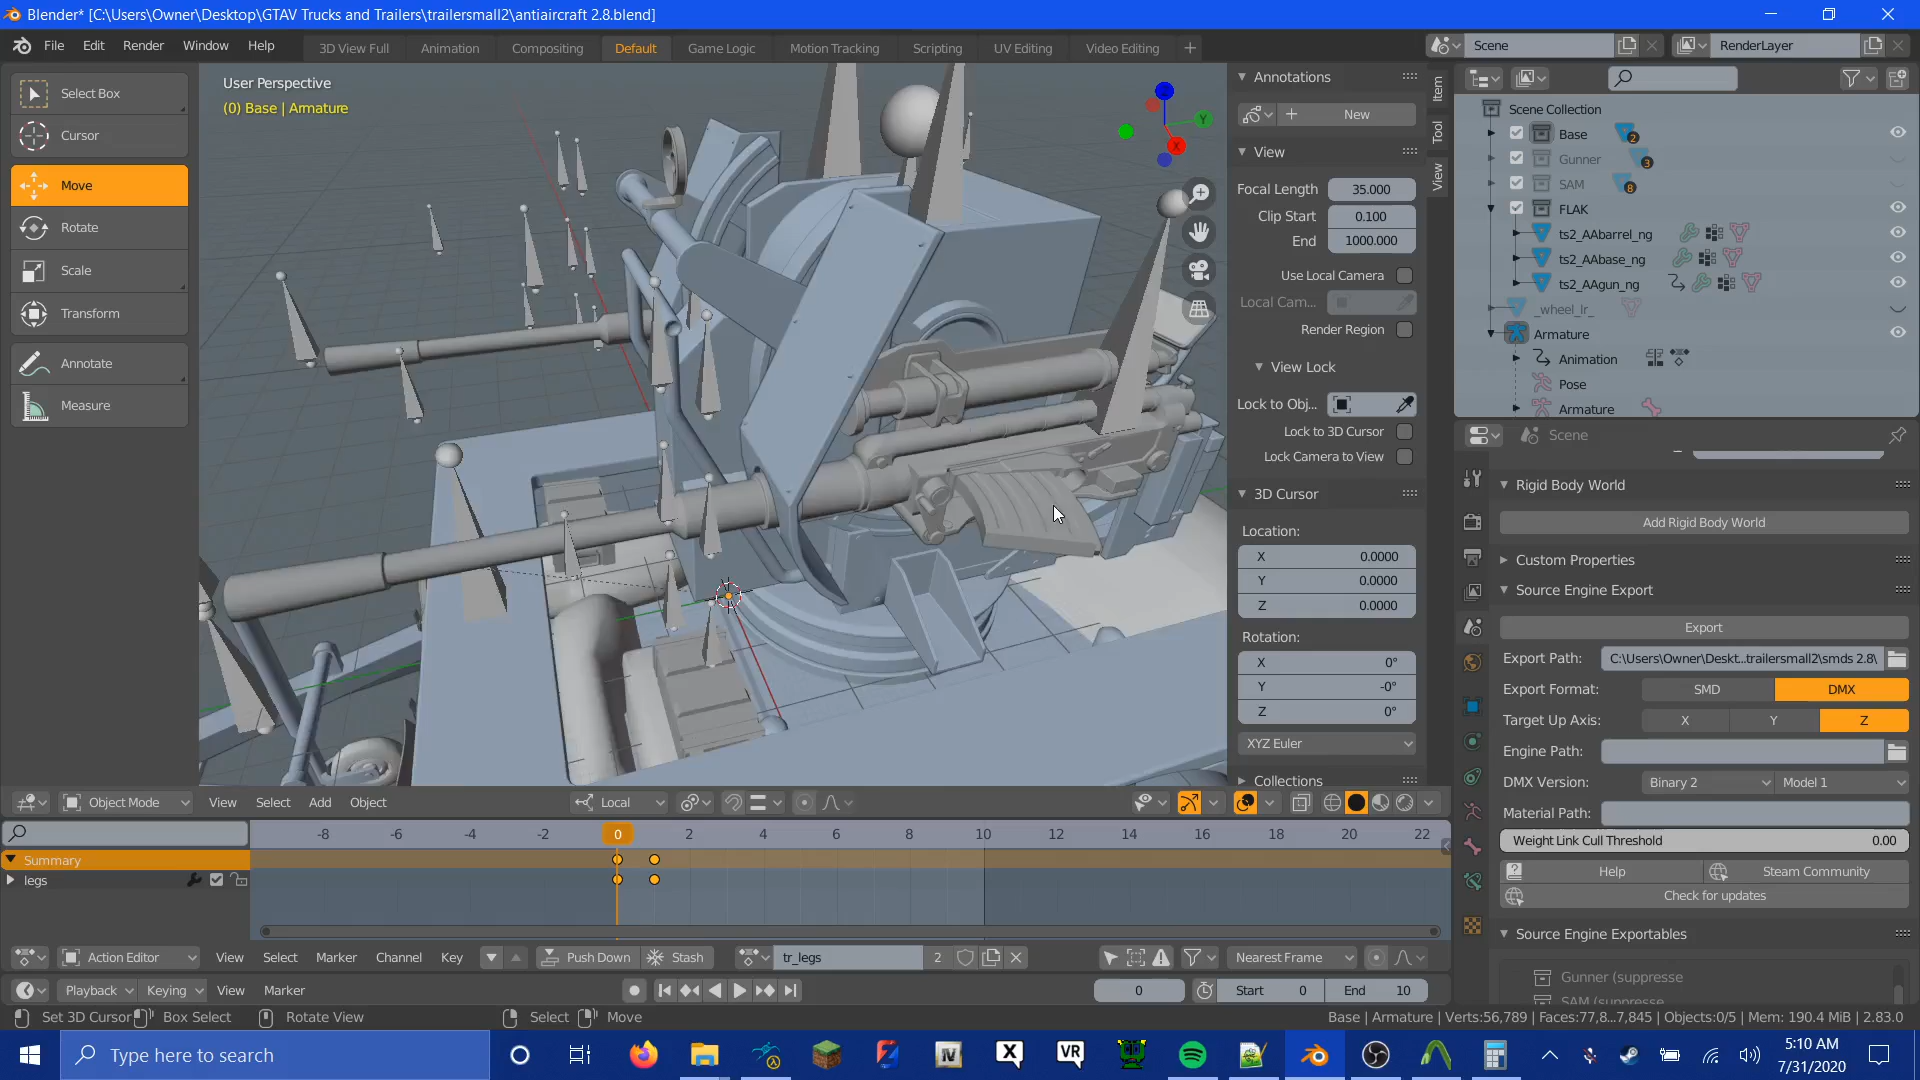 Blender* [C:\Users\Owner\Desktop\GTAV Trucks and Trailers\trailersmall2\antiaircraft 2.8.blend]
File Edit Render Window Help 3D View Full Animation Compositing Default Game Logic Motion Tracking Scripting UV Editing Video Editing + Scene RenderLayer
Select Box
Cursor
Move
Rotate
Scale
Transform
Annotate
Measure
User Perspective
(0) Base | Armature
Z
Y
X
Annotations
New
View
Focal Length 35.000
Clip Start 0.100
End 1000.000
Use Local Camera
Local Cam...
Render Region
View Lock
Lock to Obj...
Lock to 3D Cursor
Lock Camera to View
3D Cursor
Location:
X 0.0000
Y 0.0000
Z 0.0000
Rotation:
X 0°
Y -0°
Z 0°
XYZ Euler
Collections
Item
Tool
View
Scene Collection
Base 2
Gunner 3
SAM 8
FLAK
ts2_AAbarrel_ng
ts2_AAbase_ng
ts2_AAgun_ng
_wheel_lr_
Armature
Animation
Pose
Armature
Scene
Rigid Body World
Add Rigid Body World
Custom Properties
Source Engine Export
Export
Export Path: C:\Users\Owner\Deskt...trailersmall2\smds 2.8\
Export Format: SMD DMX
Target Up Axis: X Y Z
Engine Path:
DMX Version: Binary 2 Model 1
Material Path:
Weight Link Cull Threshold 0.00
Help Steam Community
Check for updates
Source Engine Exportables
Gunner (suppresse
SAM (suppresse
Object Mode View Select Add Object Local
-8 -6 -4 -2 0 2 4 6 8 10 12 14 16 18 20 22
Summary
legs
Action Editor View Select Marker Channel Key Push Down Stash tr_legs 2 Nearest Frame
Playback Keying View Marker 0 Start 0 End 10
Set 3D Cursor Box Select Rotate View Select Move Base | Armature | Verts:56,789 | Faces:77,8...7,845 | Objects:0/5 | Mem: 190.4 MiB | 2.83.0
Type here to search
X
VR
5:10 AM
7/31/2020